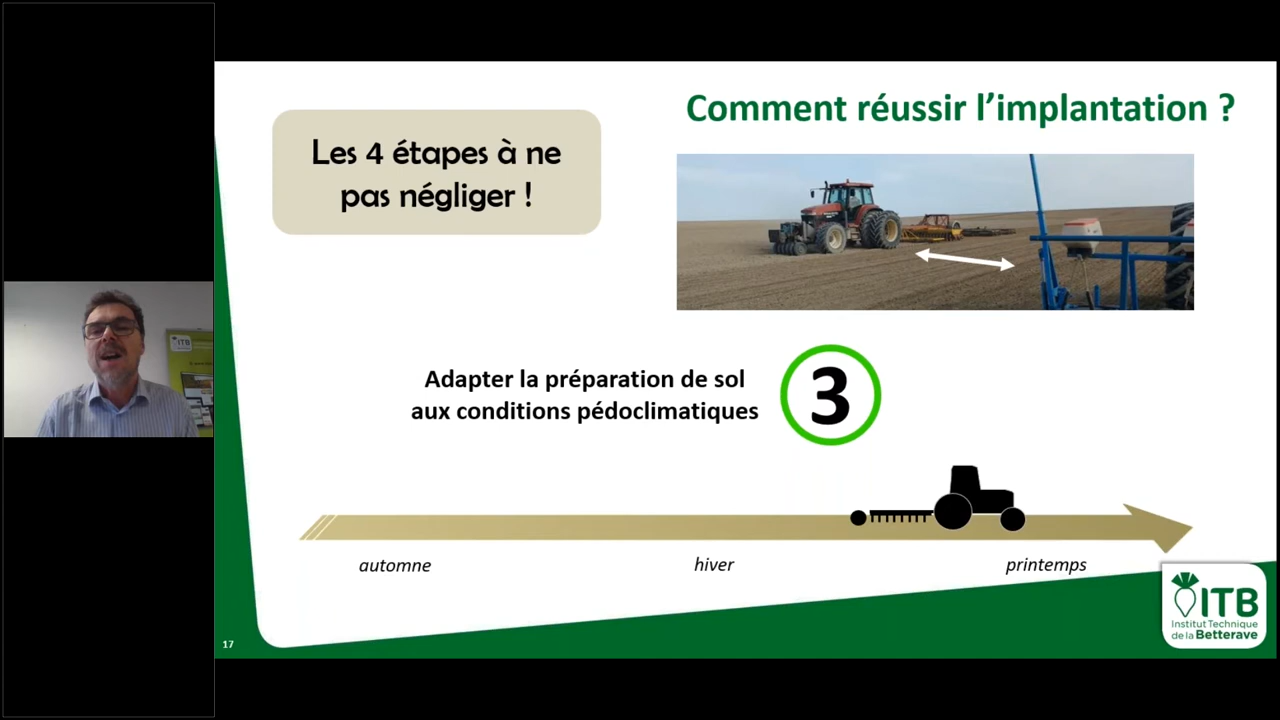 Comment réussir l’implantation ?
Les 4 étapes à ne
pas négliger !
Adapter la préparation de sol
aux conditions pédoclimatiques
3
automne
hiver
printemps
17
ITB
Institut Technique
de la Betterave
ITB